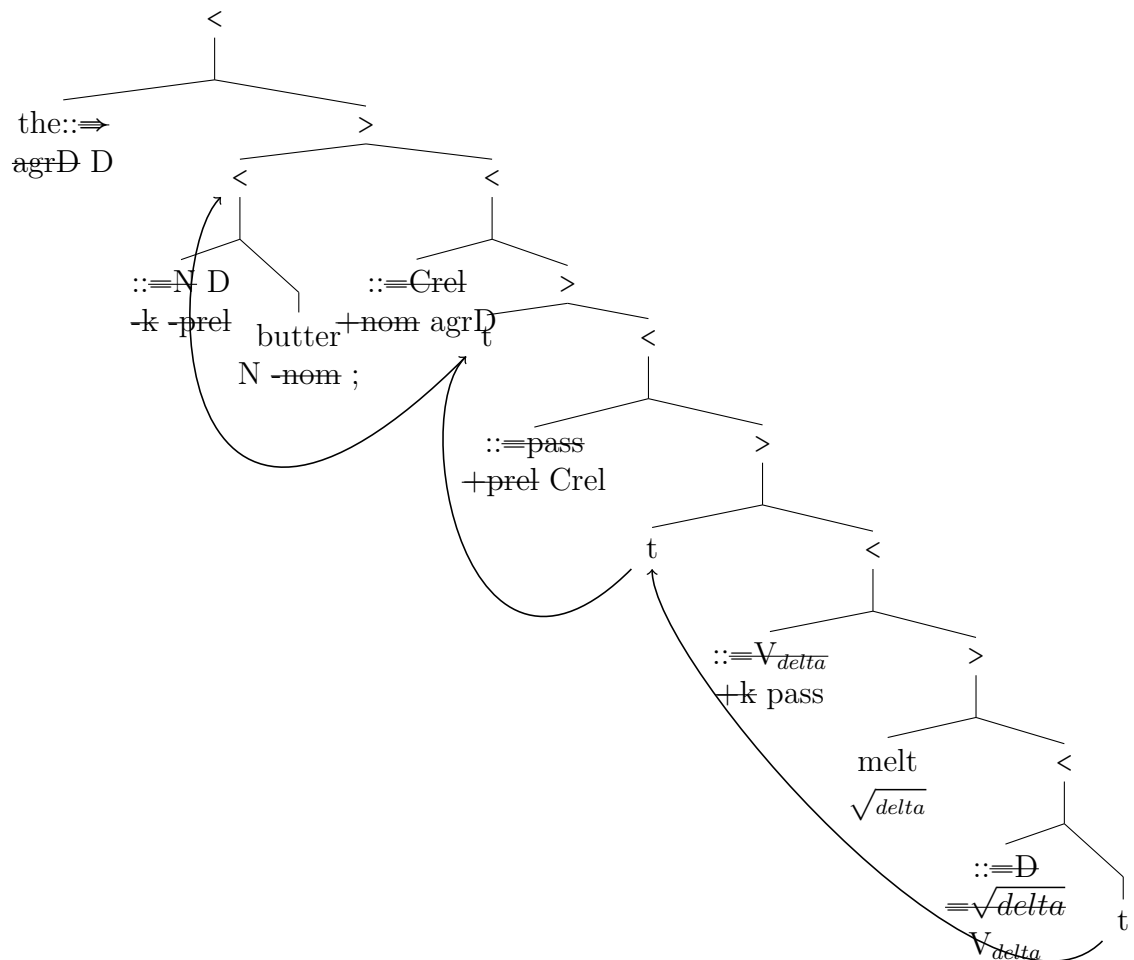 <
the::⇒
>
agrD D
<
<
::=N D
::=Crel
>
-k -prel
+nom agrD
butter
t
<
N -nom ;
::=pass
>
+prel Crel
t
<
::=V_delta
>
+k pass
melt
<
√delta
::=D
=√delta
t
V_delta